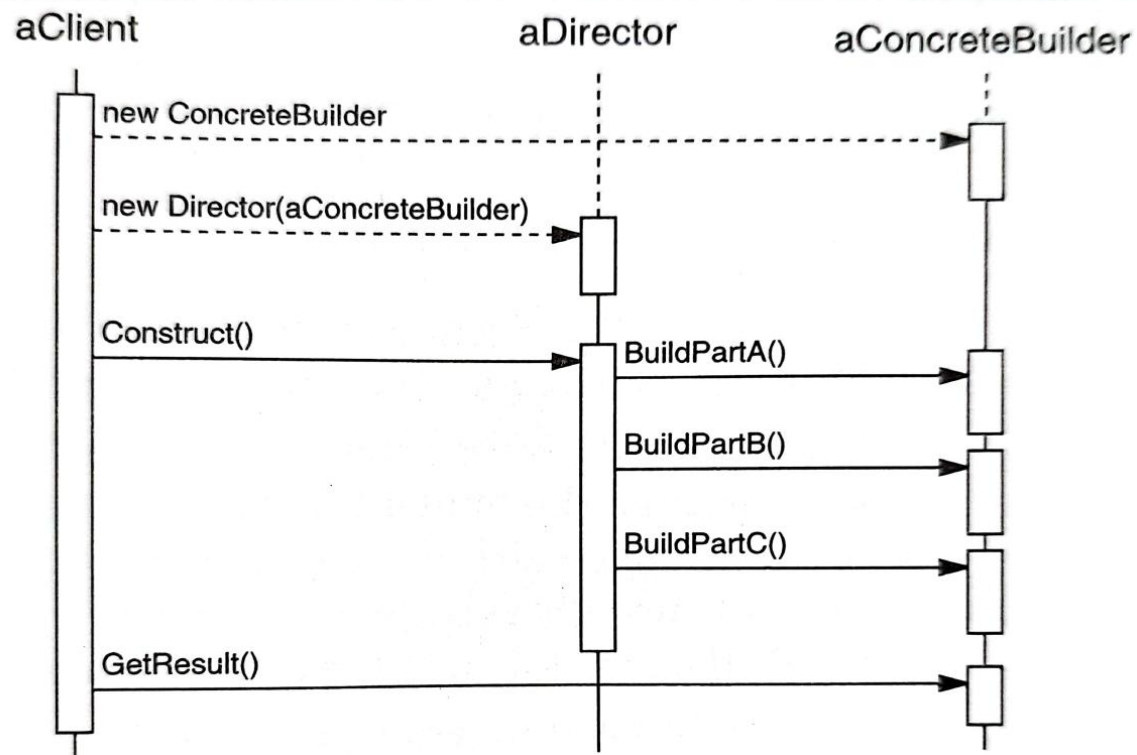 aClient
aDirector
aConcreteBuilder
new ConcreteBuilder
new Director(aConcreteBuilder)
Construct()
BuildPartA()
BuildPartB()
BuildPartC()
GetResult()